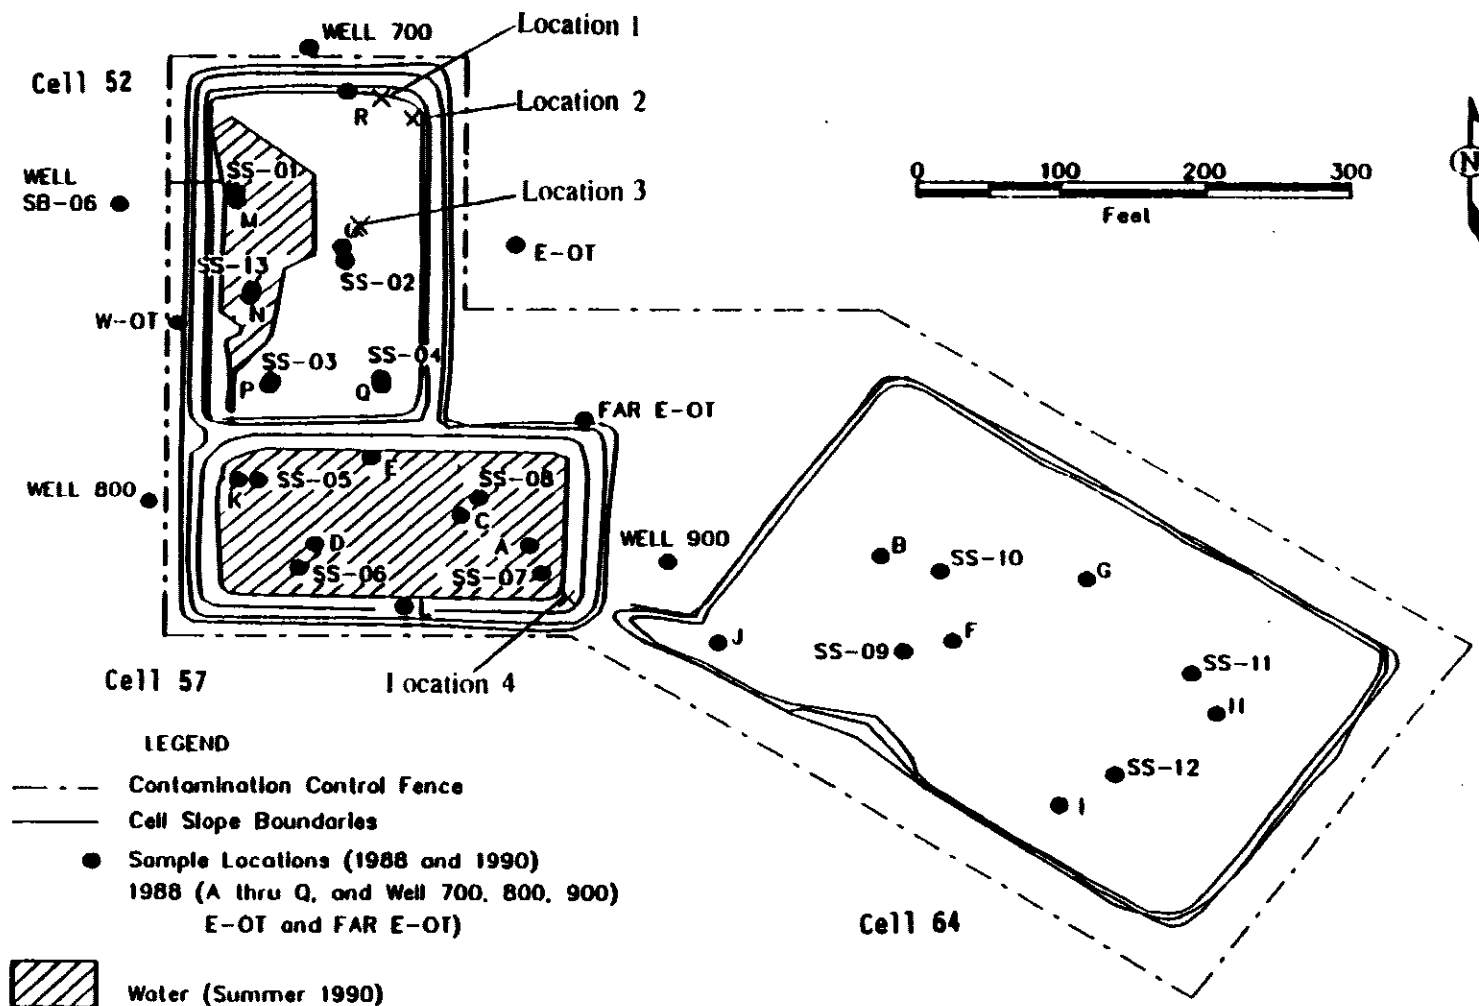 WELL 700
Location 1
Cell 52
R
Location 2
0 100 200 300
Feet
N
WELL
SB-06
SS-01
M
Location 3
E-OT
SS-02
SS-13
N
W-OT
SS-03
SS-04
P
Q
FAR E-OT
WELL 800
K
SS-05
E
SS-08
C
D
A
SS-06
SS-07
WELL 900
B
SS-10
G
J
SS-09
F
SS-11
SS-12
I
Cell 57
Location 4
Cell 64
LEGEND
Contamination Control Fence
Cell Slope Boundaries
Sample Locations (1988 and 1990)
1988 (A thru Q, and Well 700, 800, 900)
E-OT and FAR E-OT)
Water (Summer 1990)